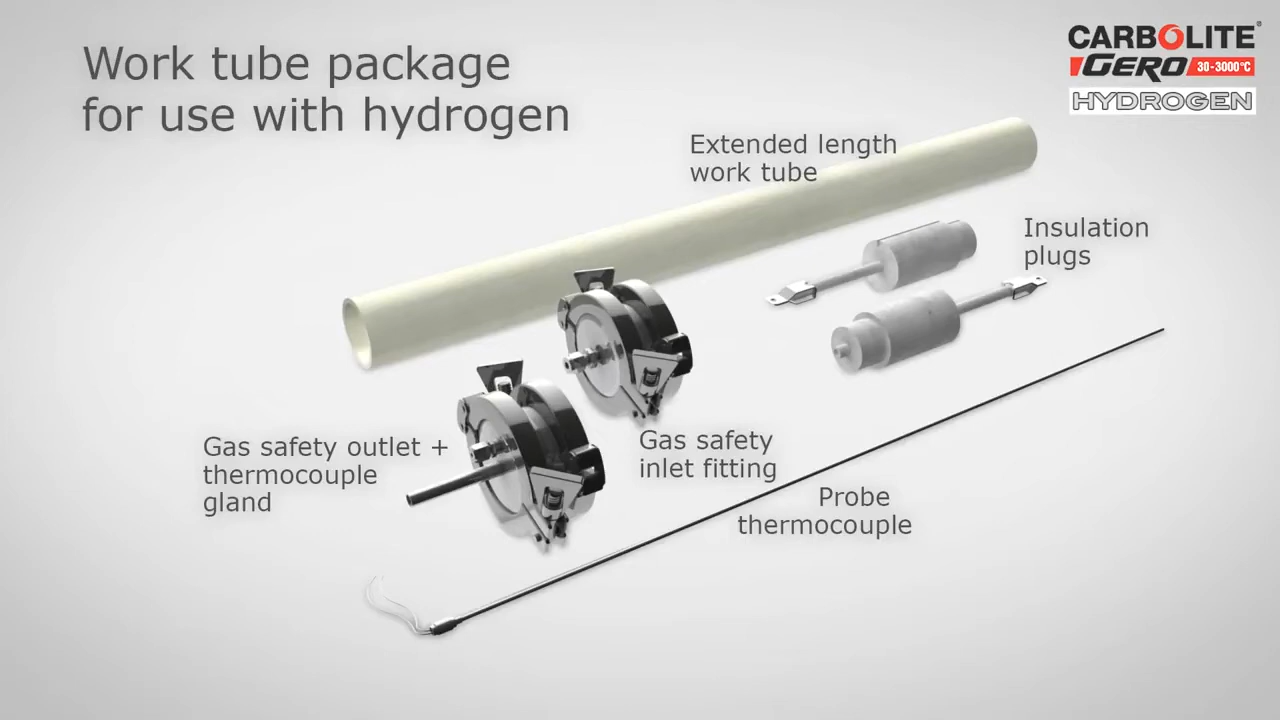 Work tube package
for use with hydrogen
CARBOLITE®
GERO 30-3000°C
HYDROGEN
Extended length
work tube
Insulation
plugs
Gas safety outlet +
thermocouple
gland
Gas safety
inlet fitting
Probe
thermocouple